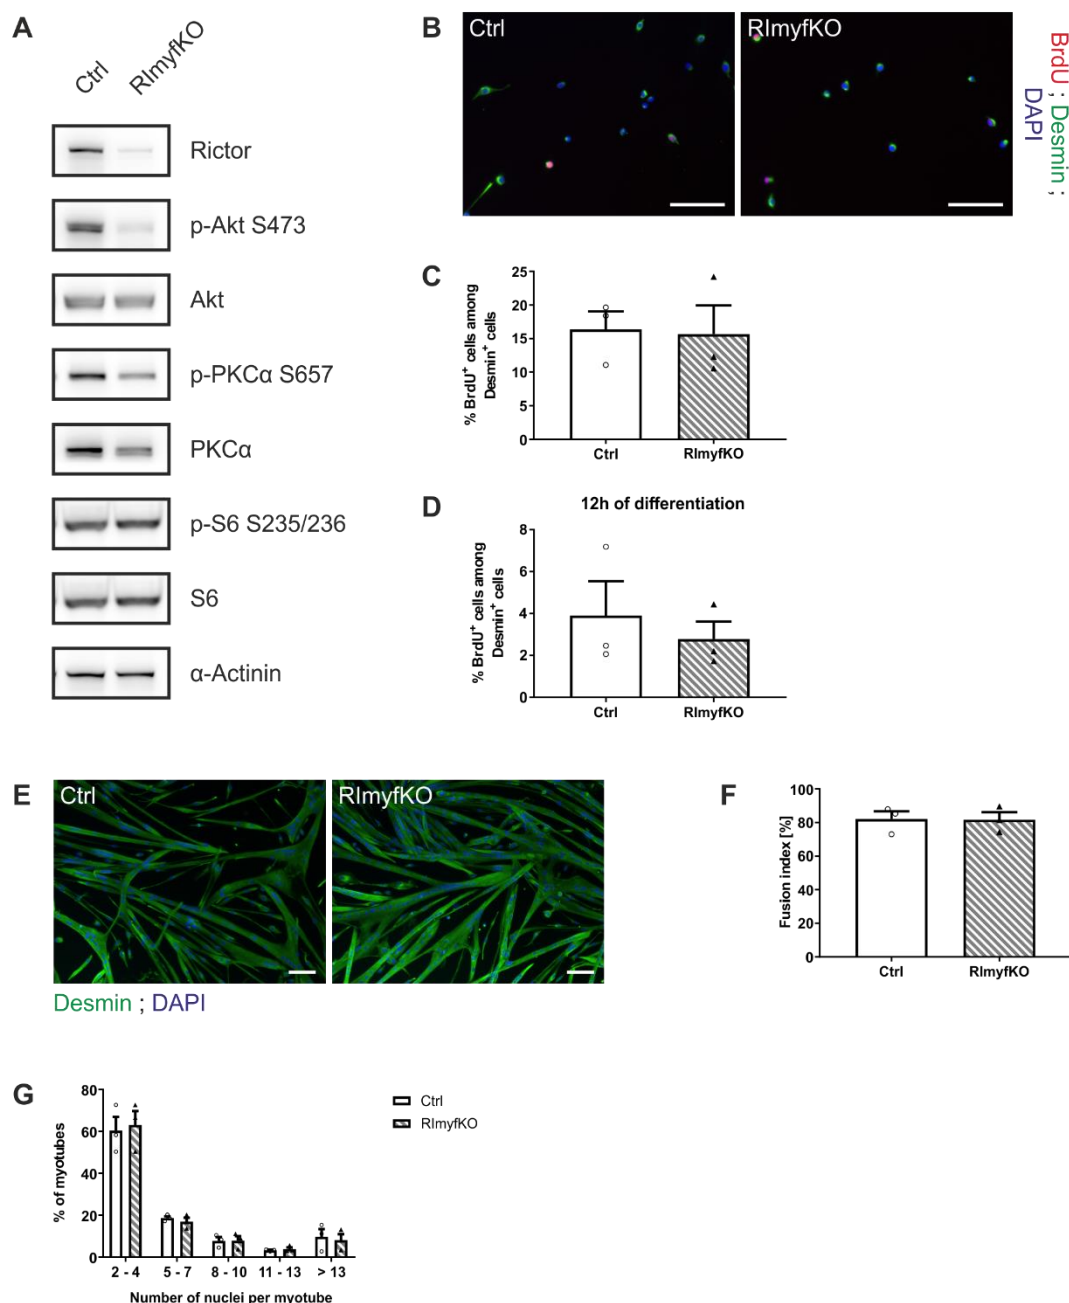 A
Ctrl
RImyfKO
Rictor
p-Akt S473
Akt
p-PKCα S657
PKCα
p-S6 S235/236
S6
α-Actinin
B
Ctrl
RImyfKO
BrdU ; Desmin ;
DAPI
C
% BrdU⁺ cells among
Desmin⁺ cells
25
20
15
10
5
0
Ctrl
RImyfKO
D
12h of differentiation
% BrdU⁺ cells among
Desmin⁺ cells
8
6
4
2
0
Ctrl
RImyfKO
E
Ctrl
RImyfKO
Desmin ; DAPI
F
Fusion index [%]
100
80
60
40
20
0
Ctrl
RImyfKO
G
% of myotubes
80
60
40
20
0
2 - 4 5 - 7 8 - 10 11 - 13 > 13
Number of nuclei per myotube
Ctrl
RImyfKO